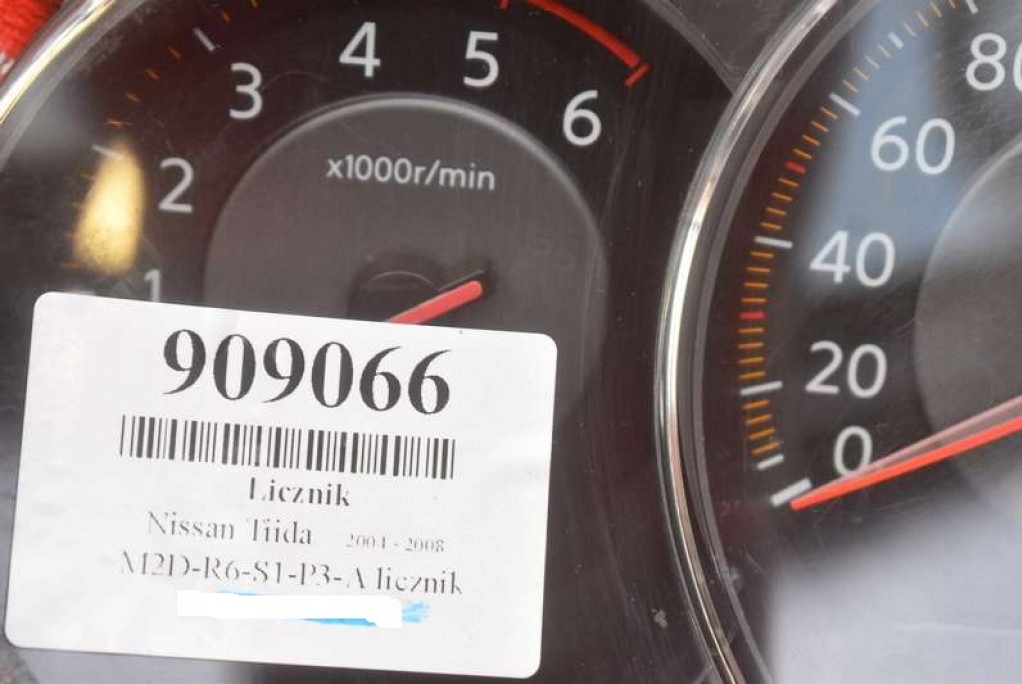 4 5
3 6
2
1
x1000r/min
80
60
40
20
0
909066
Licznik
Nissan Tiida 2004 - 2008
M2D-R6-S1-P3-A licznik